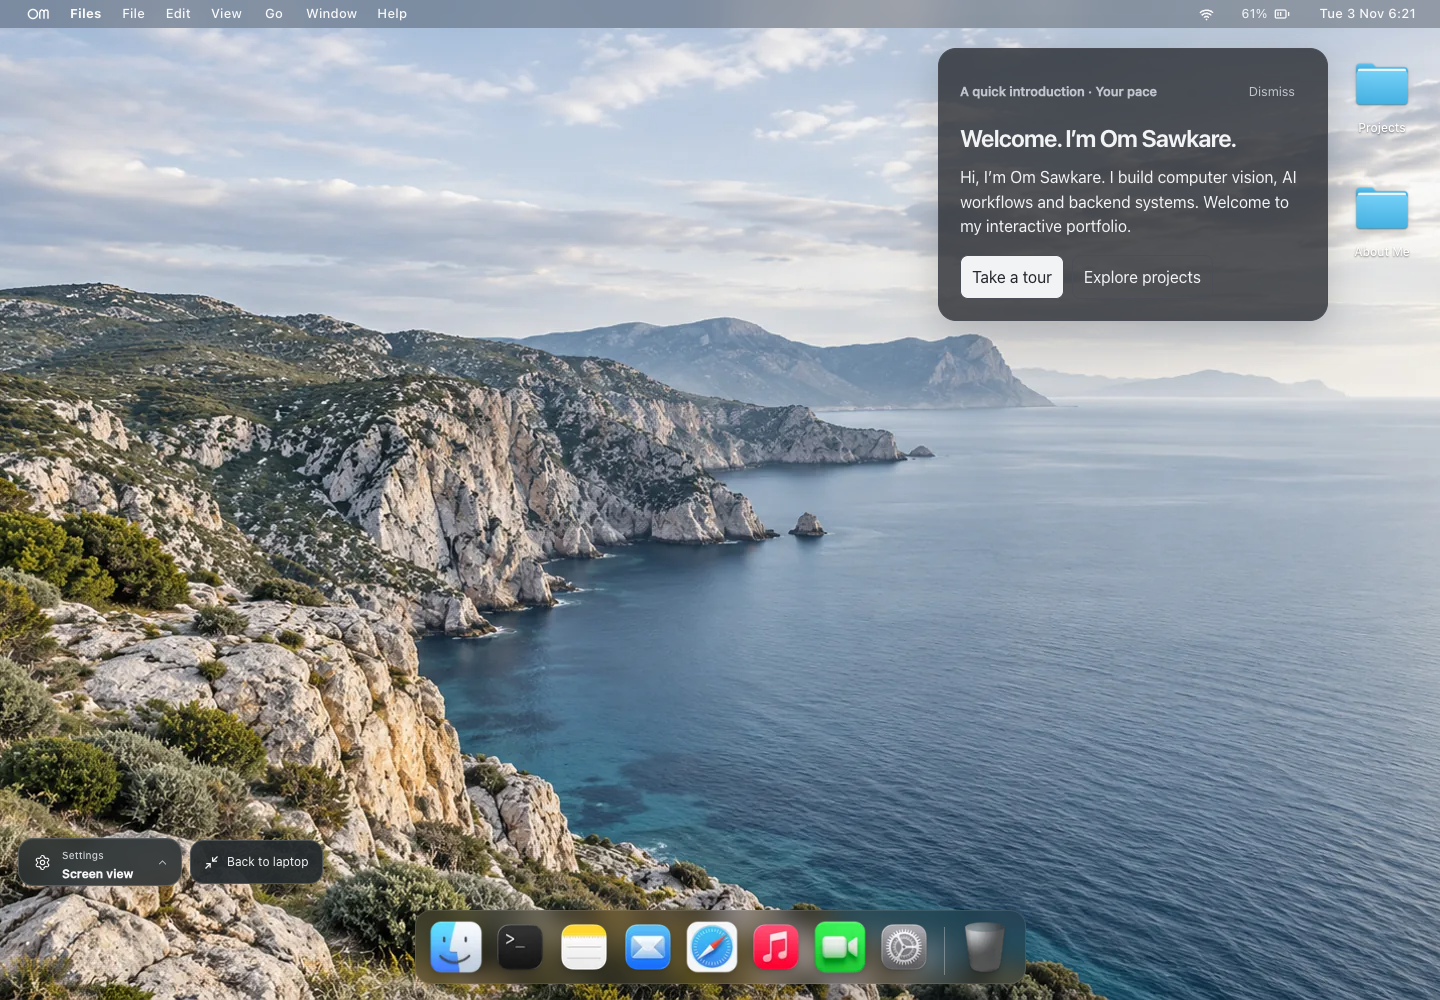 OM Files File Edit View Go Window Help 61% Tue 3 Nov 6:21
A quick introduction · Your pace Dismiss
Welcome. I’m Om Sawkare.
Hi, I’m Om Sawkare. I build computer vision, AI
workflows and backend systems. Welcome to
my interactive portfolio.
Take a tour Explore projects
Projects
About Me
Settings
Screen view
Back to laptop
>_